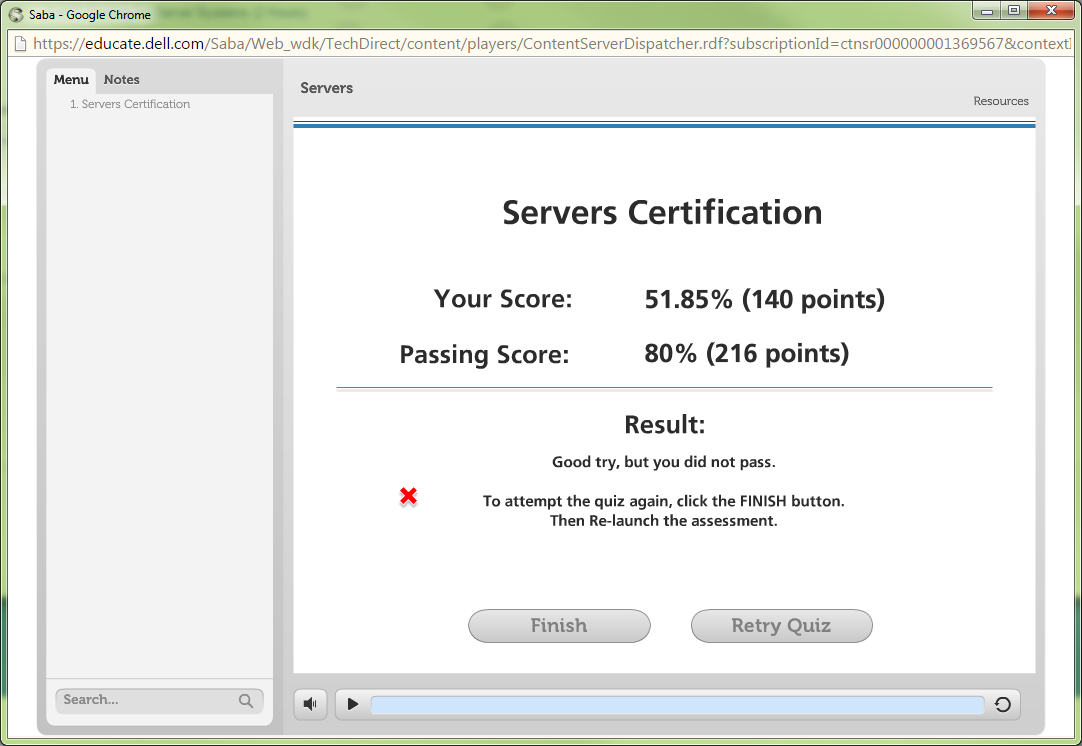 Saba - Google Chrome
https://educate.dell.com/Saba/Web_wdk/TechDirect/content/players/ContentServerDispatcher.rdf?subscriptionId=ctnsr000000001369567&context
Menu
Notes
1. Servers Certification
Servers
Resources
Servers Certification
Your Score: 51.85% (140 points)
Passing Score: 80% (216 points)
Result:
Good try, but you did not pass.
To attempt the quiz again, click the FINISH button.
Then Re-launch the assessment.
Finish
Retry Quiz
Search...